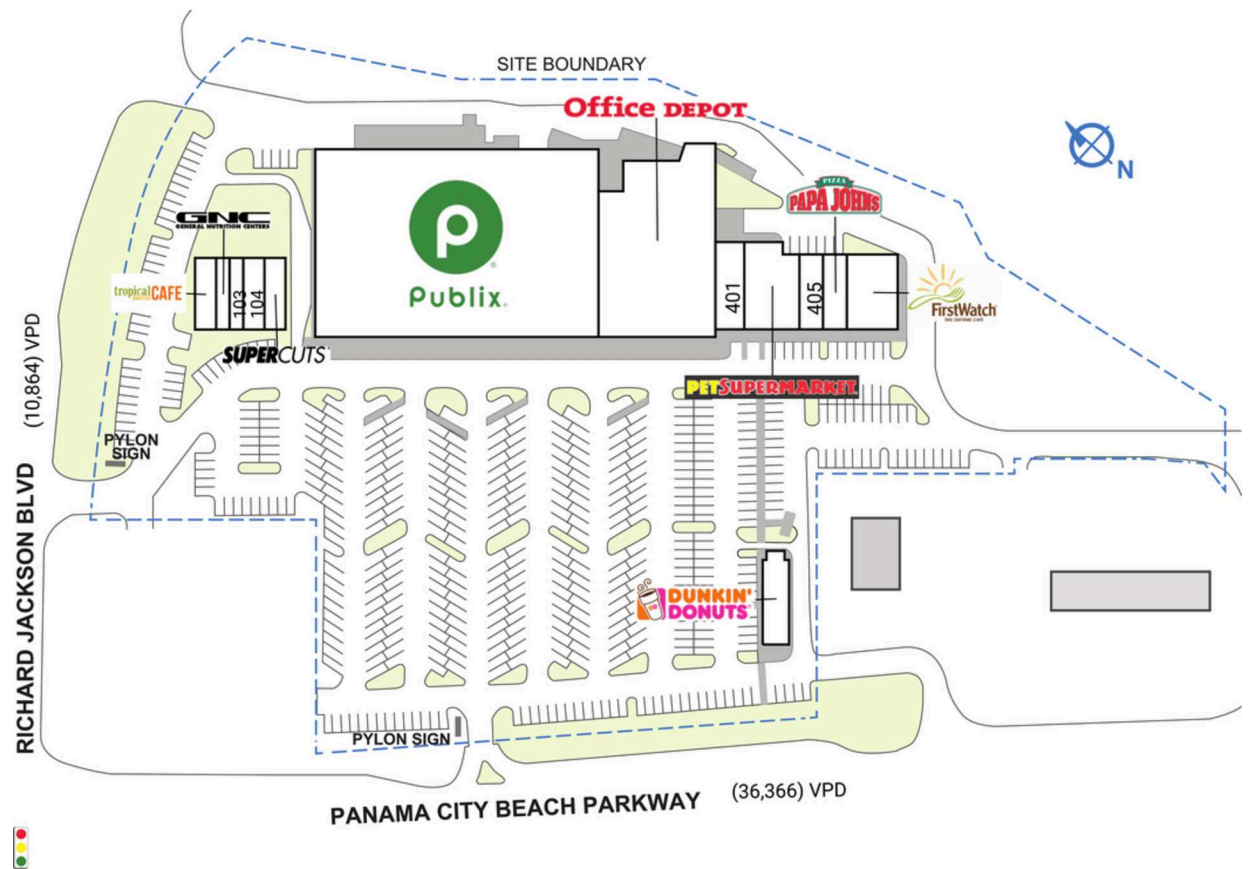 SITE BOUNDARY
Office DEPOT
N
PIZZA
PAPA JOHNS
GNC
GENERAL NUTRITION CENTERS
tropical CAFE
103
104
SUPERCUTS
Publix
401
405
FirstWatch
PETSUPERMARKET
(10,864) VPD
PYLON
SIGN
RICHARD JACKSON BLVD
DUNKIN'
DONUTS
PYLON SIGN
PANAMA CITY BEACH PARKWAY
(36,366) VPD